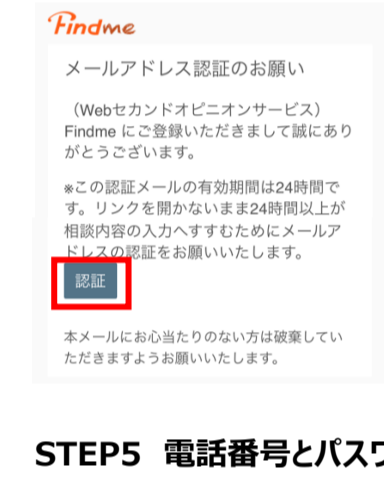 Findme
メールアドレス認証のお願い
（Webセカンドオピニオンサービス）
Findme にご登録いただきまして誠にあり
がとうございます。
※この認証メールの有効期間は24時間で
す。リンクを開かないまま24時間以上が
相談内容の入力へすすむためにメールア
ドレスの認証をお願いいたします。
認証
本メールにお心当たりのない方は破棄してい
ただきますようお願いいたします。
STEP5 電話番号とパスワ